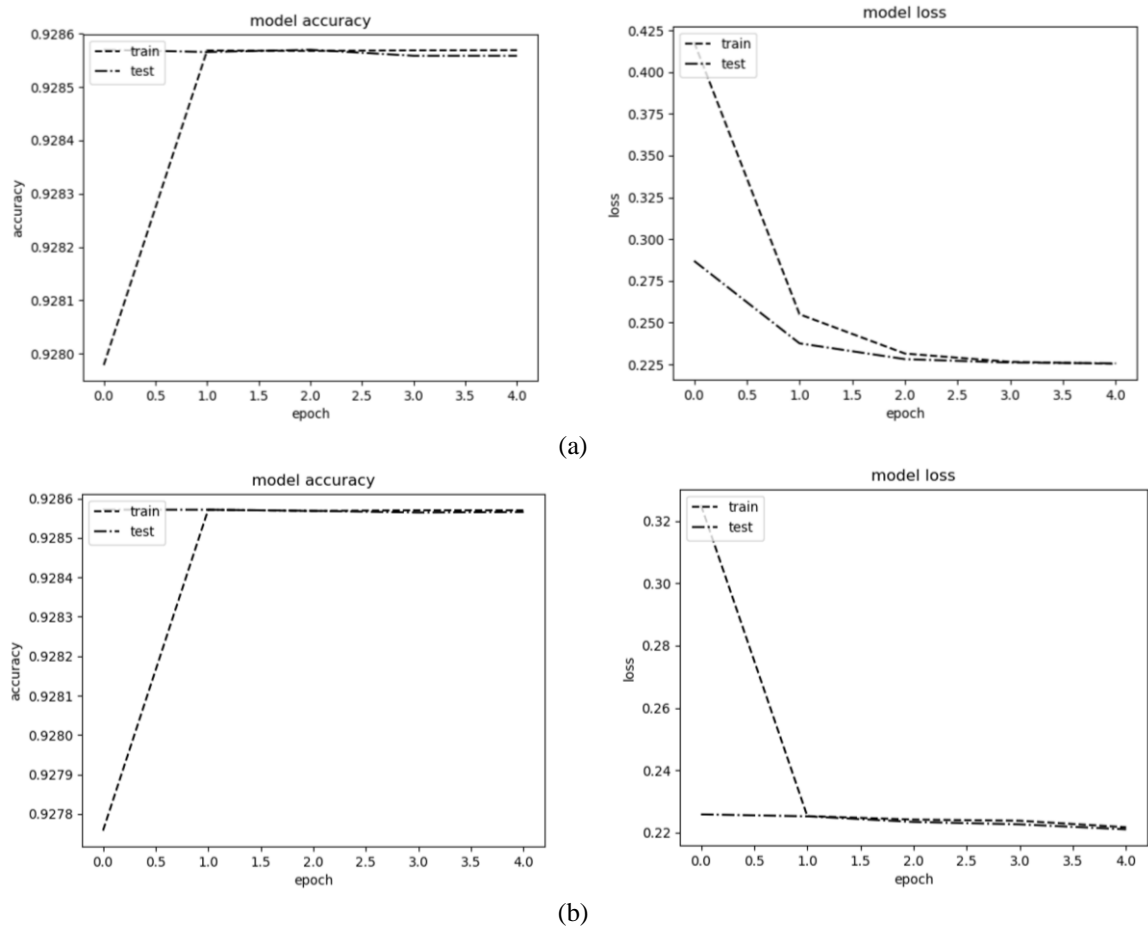 model accuracy
0.9286
0.9285
0.9284
0.9283
0.9282
0.9281
0.9280
accuracy
train
test
0.0 0.5 1.0 1.5 2.0 2.5 3.0 3.5 4.0
epoch
model loss
0.425
0.400
0.375
0.350
0.325
0.300
0.275
0.250
0.225
loss
train
test
0.0 0.5 1.0 1.5 2.0 2.5 3.0 3.5 4.0
epoch
(a)
model accuracy
0.9286
0.9285
0.9284
0.9283
0.9282
0.9281
0.9280
0.9279
0.9278
accuracy
train
test
0.0 0.5 1.0 1.5 2.0 2.5 3.0 3.5 4.0
epoch
model loss
0.32
0.30
0.28
0.26
0.24
0.22
loss
train
test
0.0 0.5 1.0 1.5 2.0 2.5 3.0 3.5 4.0
epoch
(b)